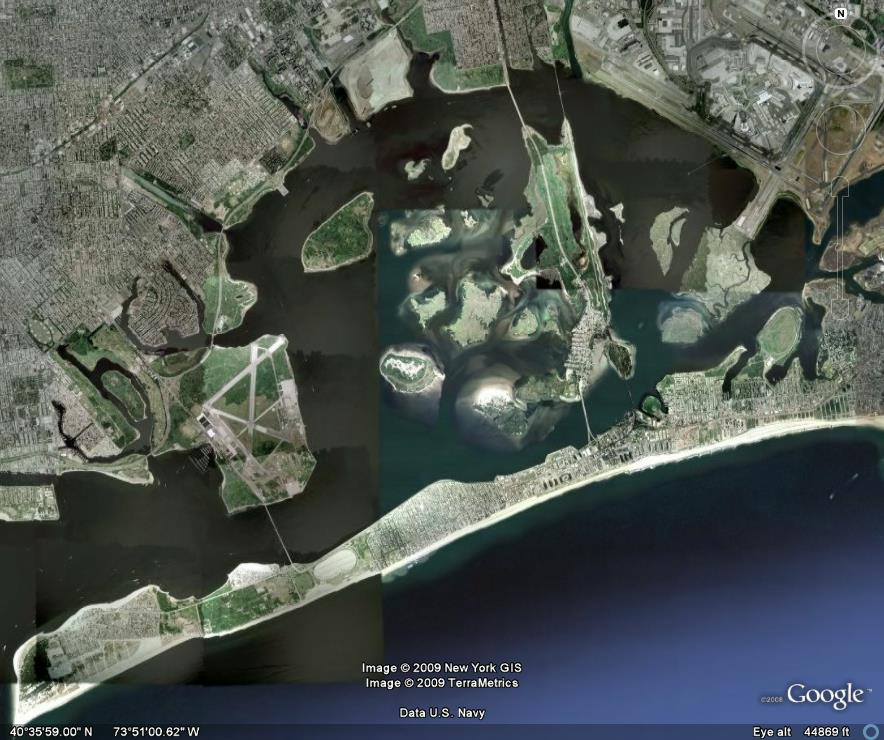 N
Image © 2009 New York GIS
Image © 2009 TerraMetrics
©2008 Google™
Data U.S. Navy
40°35'59.00" N 73°51'00.62" W Eye alt 44869 ft